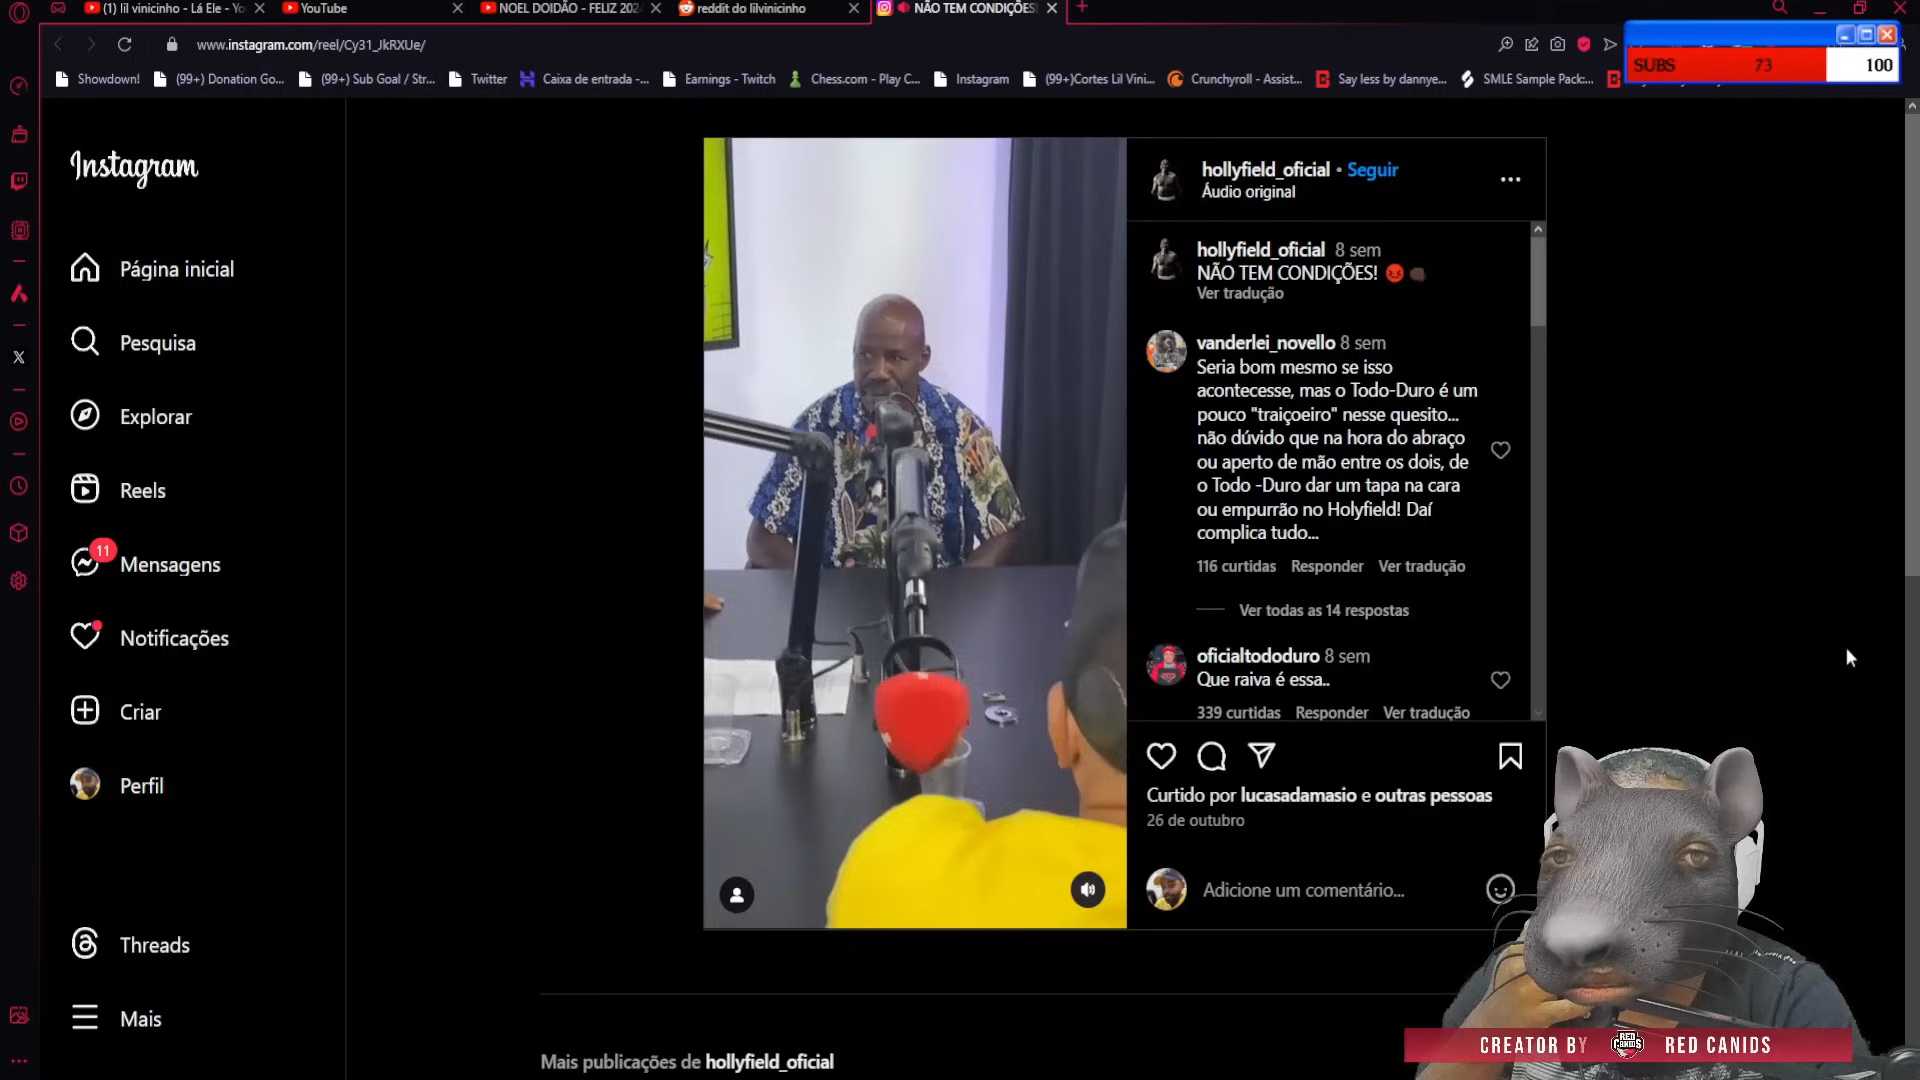 (1) lil vinicinho - Lá Ele - Yo
YouTube
NOEL DOIDÃO - FELIZ 202
reddit do lilvinicinho
NÃO TEM CONDIÇÕES!
www.instagram.com/reel/Cy31_JkRXUe/
Showdown!
(99+) Donation Go...
(99+) Sub Goal / Str...
Twitter
Caixa de entrada -...
Earnings - Twitch
Chess.com - Play C...
Instagram
(99+)Cortes Lil Vini...
Crunchyroll - Assist...
Say less by dannye...
SMLE Sample Pack:...
SUBS 73 100
Instagram
Página inicial
Pesquisa
Explorar
Reels
11
Mensagens
Notificações
Criar
Perfil
Threads
Mais
hollyfield_oficial • Seguir
Áudio original
hollyfield_oficial 8 sem
NÃO TEM CONDIÇÕES! 😡
Ver tradução
vanderlei_novello 8 sem
Seria bom mesmo se isso
acontecesse, mas o Todo-Duro é um
pouco "traiçoeiro" nesse quesito...
não dúvido que na hora do abraço
ou aperto de mão entre os dois, de
o Todo -Duro dar um tapa na cara
ou empurrão no Holyfield! Daí
complica tudo...
116 curtidas Responder Ver tradução
Ver todas as 14 respostas
oficialtododuro 8 sem
Que raiva é essa..
339 curtidas Responder Ver tradução
Curtido por lucasadamasio e outras pessoas
26 de outubro
Adicione um comentário...
Mais publicações de hollyfield_oficial
CREATOR BY RED CANIDS RED CANIDS